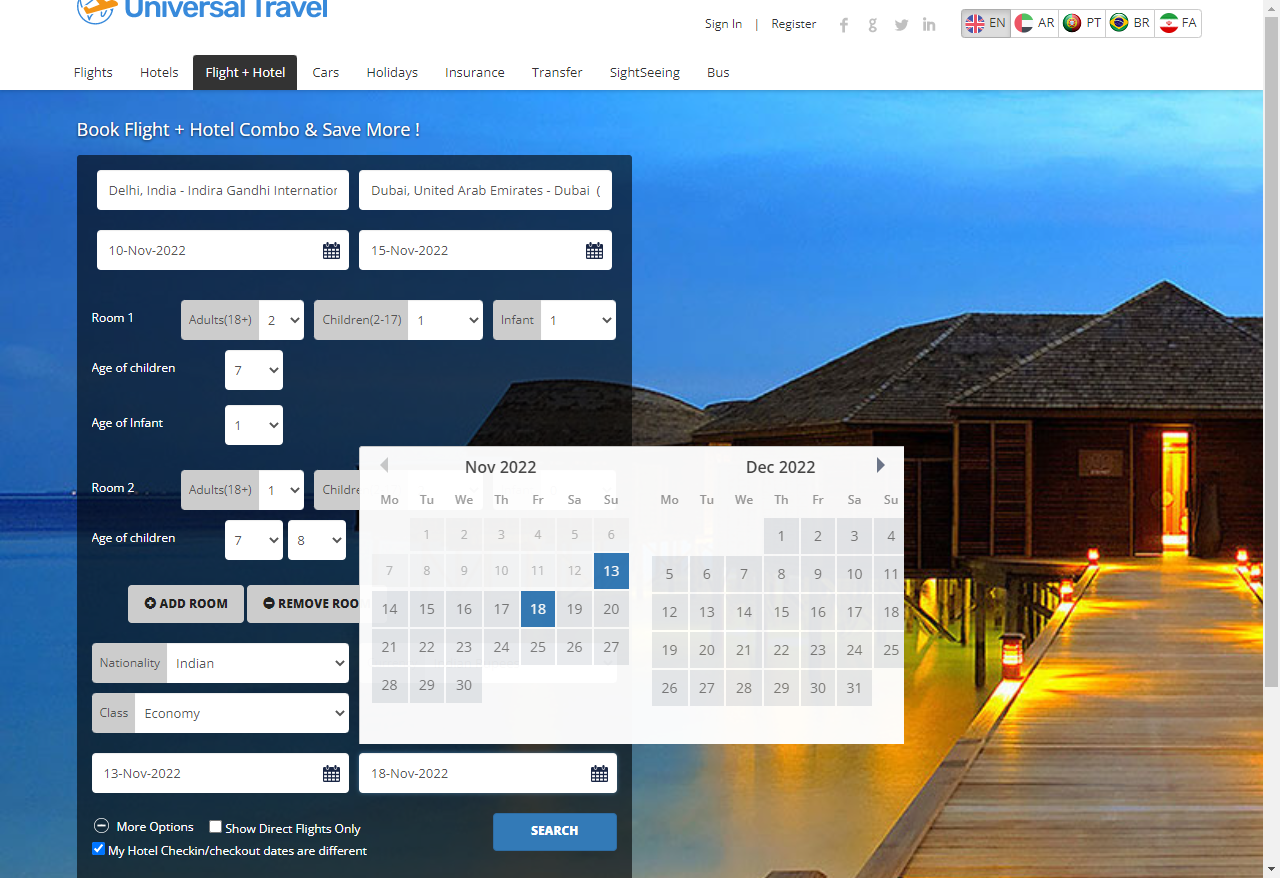 Universal Travel
Sign In | Register
EN AR PT BR FA
Flights Hotels Flight + Hotel Cars Holidays Insurance Transfer SightSeeing Bus
Book Flight + Hotel Combo & Save More !
Delhi, India - Indira Gandhi Internation
Dubai, United Arab Emirates - Dubai (
10-Nov-2022
15-Nov-2022
Room 1 Adults(18+) 2 Children(2-17) 1 Infant 1
Age of children 7
Age of Infant 1
Room 2 Adults(18+) 1 Childre
Age of children 7 8
ADD ROOM REMOVE ROO
Nationality Indian
Class Economy
Nov 2022
Mo Tu We Th Fr Sa Su
1 2 3 4 5 6
7 8 9 10 11 12 13
14 15 16 17 18 19 20
21 22 23 24 25 26 27
28 29 30
Dec 2022
Mo Tu We Th Fr Sa Su
1 2 3 4
5 6 7 8 9 10 11
12 13 14 15 16 17 18
19 20 21 22 23 24 25
26 27 28 29 30 31
13-Nov-2022
18-Nov-2022
More Options Show Direct Flights Only
SEARCH
My Hotel Checkin/checkout dates are different